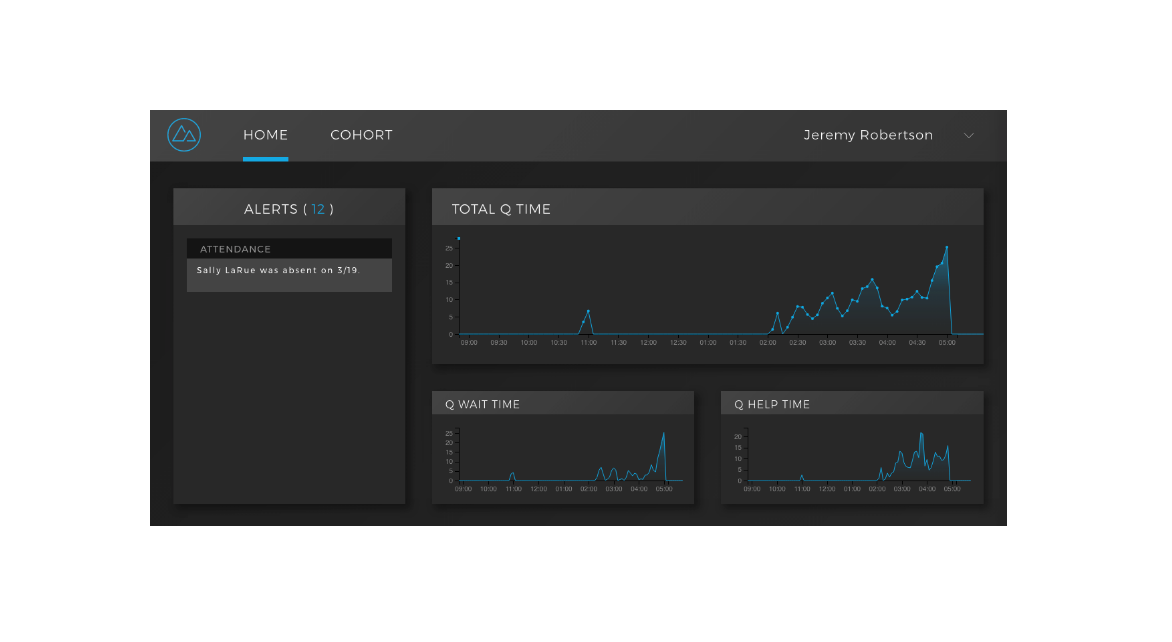 HOME COHORT Jeremy Robertson
ALERTS ( 12 )
ATTENDANCE
Sally LaRue was absent on 3/19.
TOTAL Q TIME
25
20
15
10
5
0
09:00 09:30 10:00 10:30 11:00 11:30 12:00 12:30 01:00 01:30 02:00 02:30 03:00 03:30 04:00 04:30 05:00
Q WAIT TIME
25
20
15
10
5
0
09:00 10:00 11:00 12:00 01:00 02:00 03:00 04:00 05:00
Q HELP TIME
20
15
10
5
0
09:00 10:00 11:00 12:00 01:00 02:00 03:00 04:00 05:00